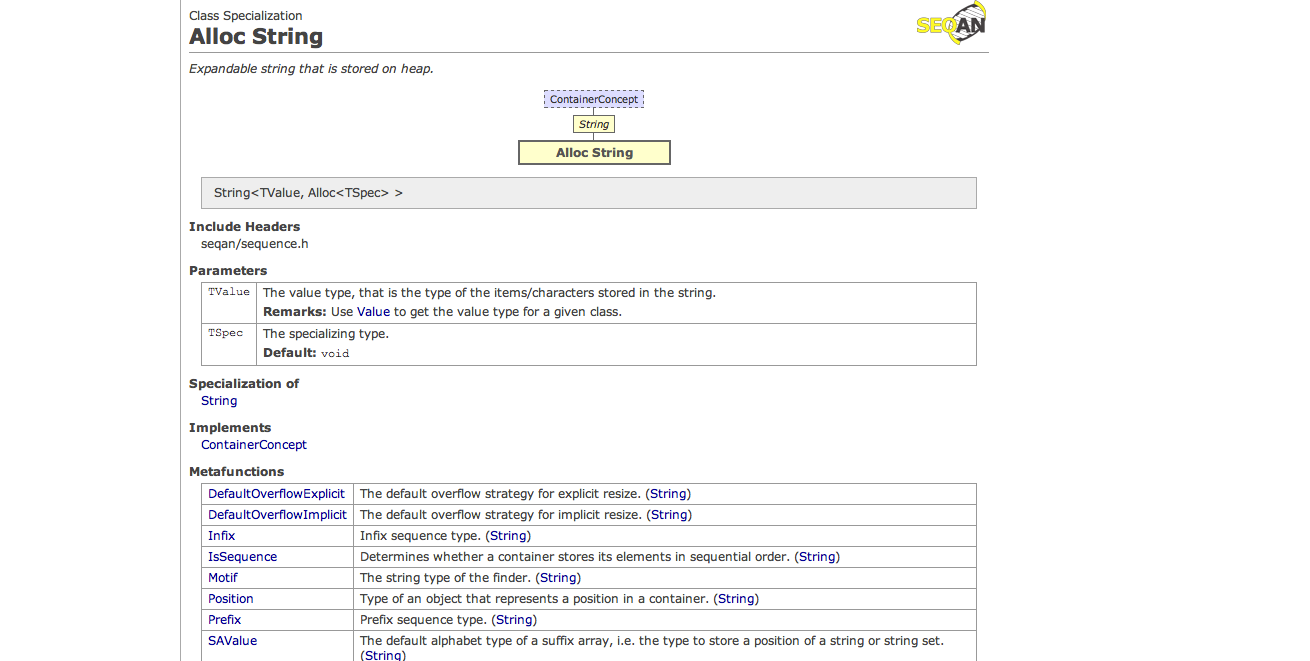 Class Specialization
SEQAN
Alloc String
Expandable string that is stored on heap.
ContainerConcept
String
Alloc String
String<TValue, Alloc<TSpec> >
Include Headers
seqan/sequence.h
Parameters
TValue The value type, that is the type of the items/characters stored in the string.
Remarks: Use Value to get the value type for a given class.
TSpec The specializing type.
Default: void
Specialization of
String
Implements
ContainerConcept
Metafunctions
DefaultOverflowExplicit The default overflow strategy for explicit resize. (String)
DefaultOverflowImplicit The default overflow strategy for implicit resize. (String)
Infix Infix sequence type. (String)
IsSequence Determines whether a container stores its elements in sequential order. (String)
Motif The string type of the finder. (String)
Position Type of an object that represents a position in a container. (String)
Prefix Prefix sequence type. (String)
SAValue The default alphabet type of a suffix array, i.e. the type to store a position of a string or string set.
(String)